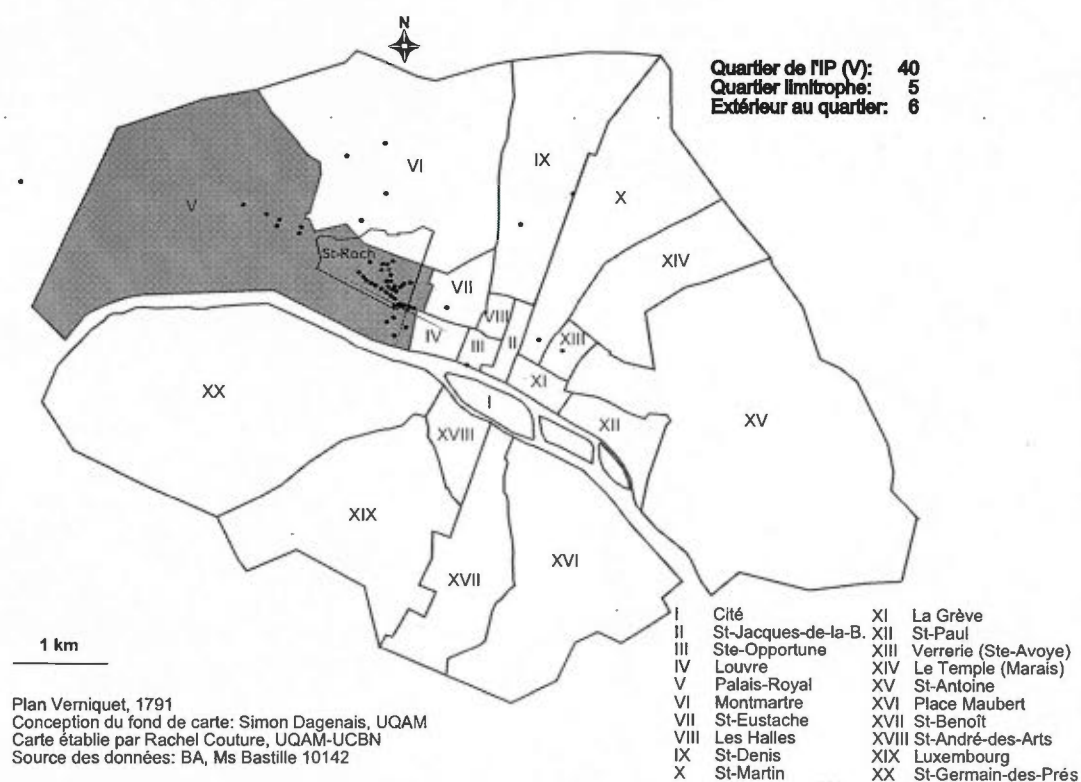 N
Quartier de l'IP (V): 40
Quartier limitrophe: 5
Extérieur au quartier: 6
V
VI
IX
X
St-Roch
XIV
VII
VIII
IV
III
II
XIII
XI
I
XX
XVIII
XII
XV
XIX
XVII
XVI
1 km
Plan Verniquet, 1791
Conception du fond de carte: Simon Dagenais, UQAM
Carte établie par Rachel Couture, UQAM-UCBN
Source des données: BA, Ms Bastille 10142
I Cité
II St-Jacques-de-la-B.
III Ste-Opportune
IV Louvre
V Palais-Royal
VI Montmartre
VII St-Eustache
VIII Les Halles
IX St-Denis
X St-Martin
XI La Grève
XII St-Paul
XIII Verrerie (Ste-Avoye)
XIV Le Temple (Marais)
XV St-Antoine
XVI Place Maubert
XVII St-Benoît
XVIII St-André-des-Arts
XIX Luxembourg
XX St-Germain-des-Prés